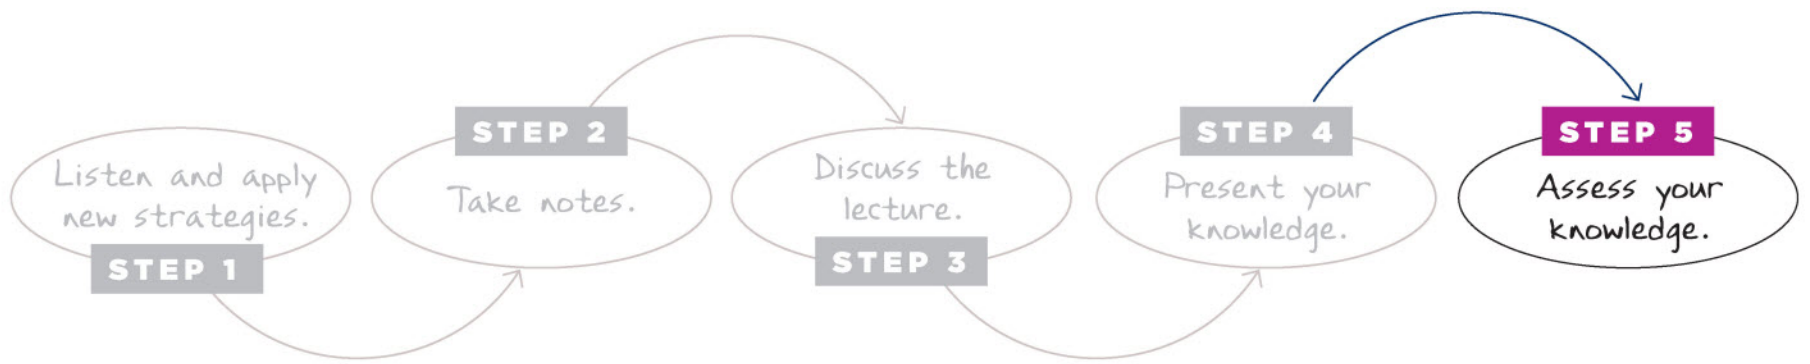 Listen and apply
new strategies.
STEP 1
STEP 2
Take notes.
Discuss the
lecture.
STEP 3
STEP 4
Present your
knowledge.
STEP 5
Assess your
knowledge.